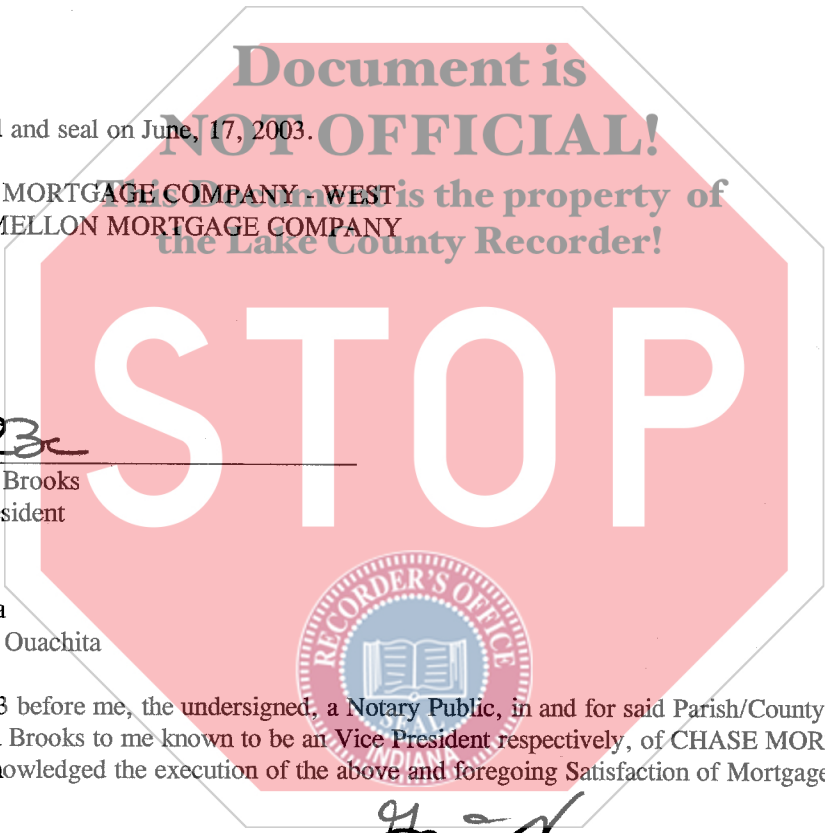 Document is
and seal on June, 17, 2003.
NOT OFFICIAL!
MORTGAGE COMPANY - WEST
This Document is the property of
MELLON MORTGAGE COMPANY
the Lake County Recorder!
STOP
Brooks
sident
RECORDER'S OFFICE
a
Ouachita
3 before me, the undersigned, a Notary Public, in and for said Parish/County
SEAL
Brooks to me known to be an Vice President respectively, of CHASE MOR
INDIANA
nowledged the execution of the above and foregoing Satisfaction of Mortgage